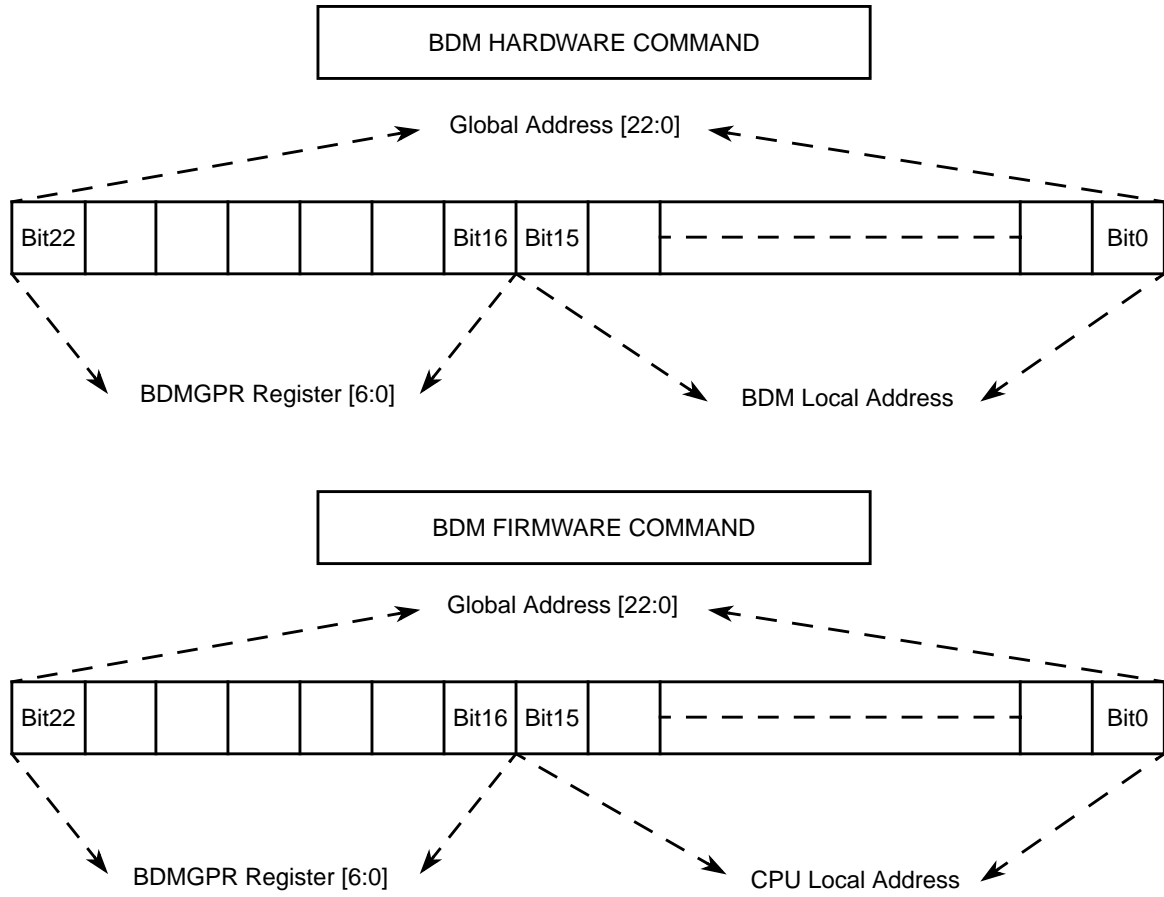 BDM HARDWARE COMMAND
Global Address [22:0]
Bit22 Bit16 Bit15 Bit0
BDMGPR Register [6:0] BDM Local Address
BDM FIRMWARE COMMAND
Global Address [22:0]
Bit22 Bit16 Bit15 Bit0
BDMGPR Register [6:0] CPU Local Address